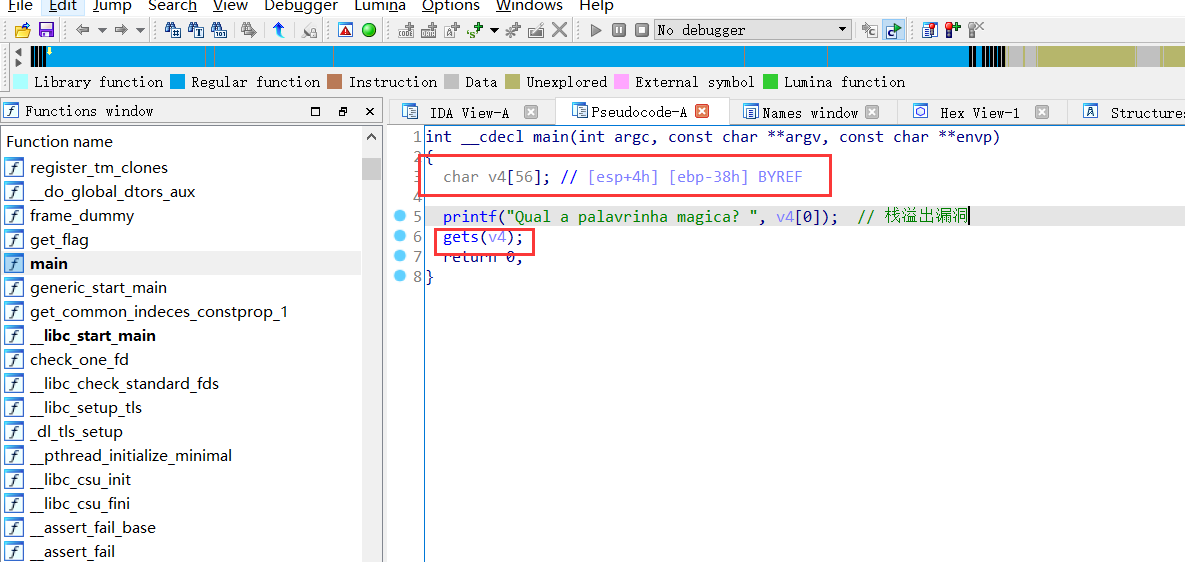 File Edit Jump Search View Debugger Lumina Options Windows Help
No debugger
Library function Regular function Instruction Data Unexplored External symbol Lumina function
Functions window
IDA View-A Pseudocode-A Names window Hex View-1 Structures
Function name
register_tm_clones
__do_global_dtors_aux
frame_dummy
get_flag
main
generic_start_main
get_common_indeces_constprop_1
__libc_start_main
check_one_fd
__libc_check_standard_fds
__libc_setup_tls
_dl_tls_setup
__pthread_initialize_minimal
__libc_csu_init
__libc_csu_fini
__assert_fail_base
__assert_fail
1 int __cdecl main(int argc, const char **argv, const char **envp)
2 {
3 char v4[56]; // [esp+4h] [ebp-38h] BYREF
4
5 printf("Qual a palavrinha magica? ", v4[0]); // 栈溢出漏洞
6 gets(v4);
7 return 0;
8 }